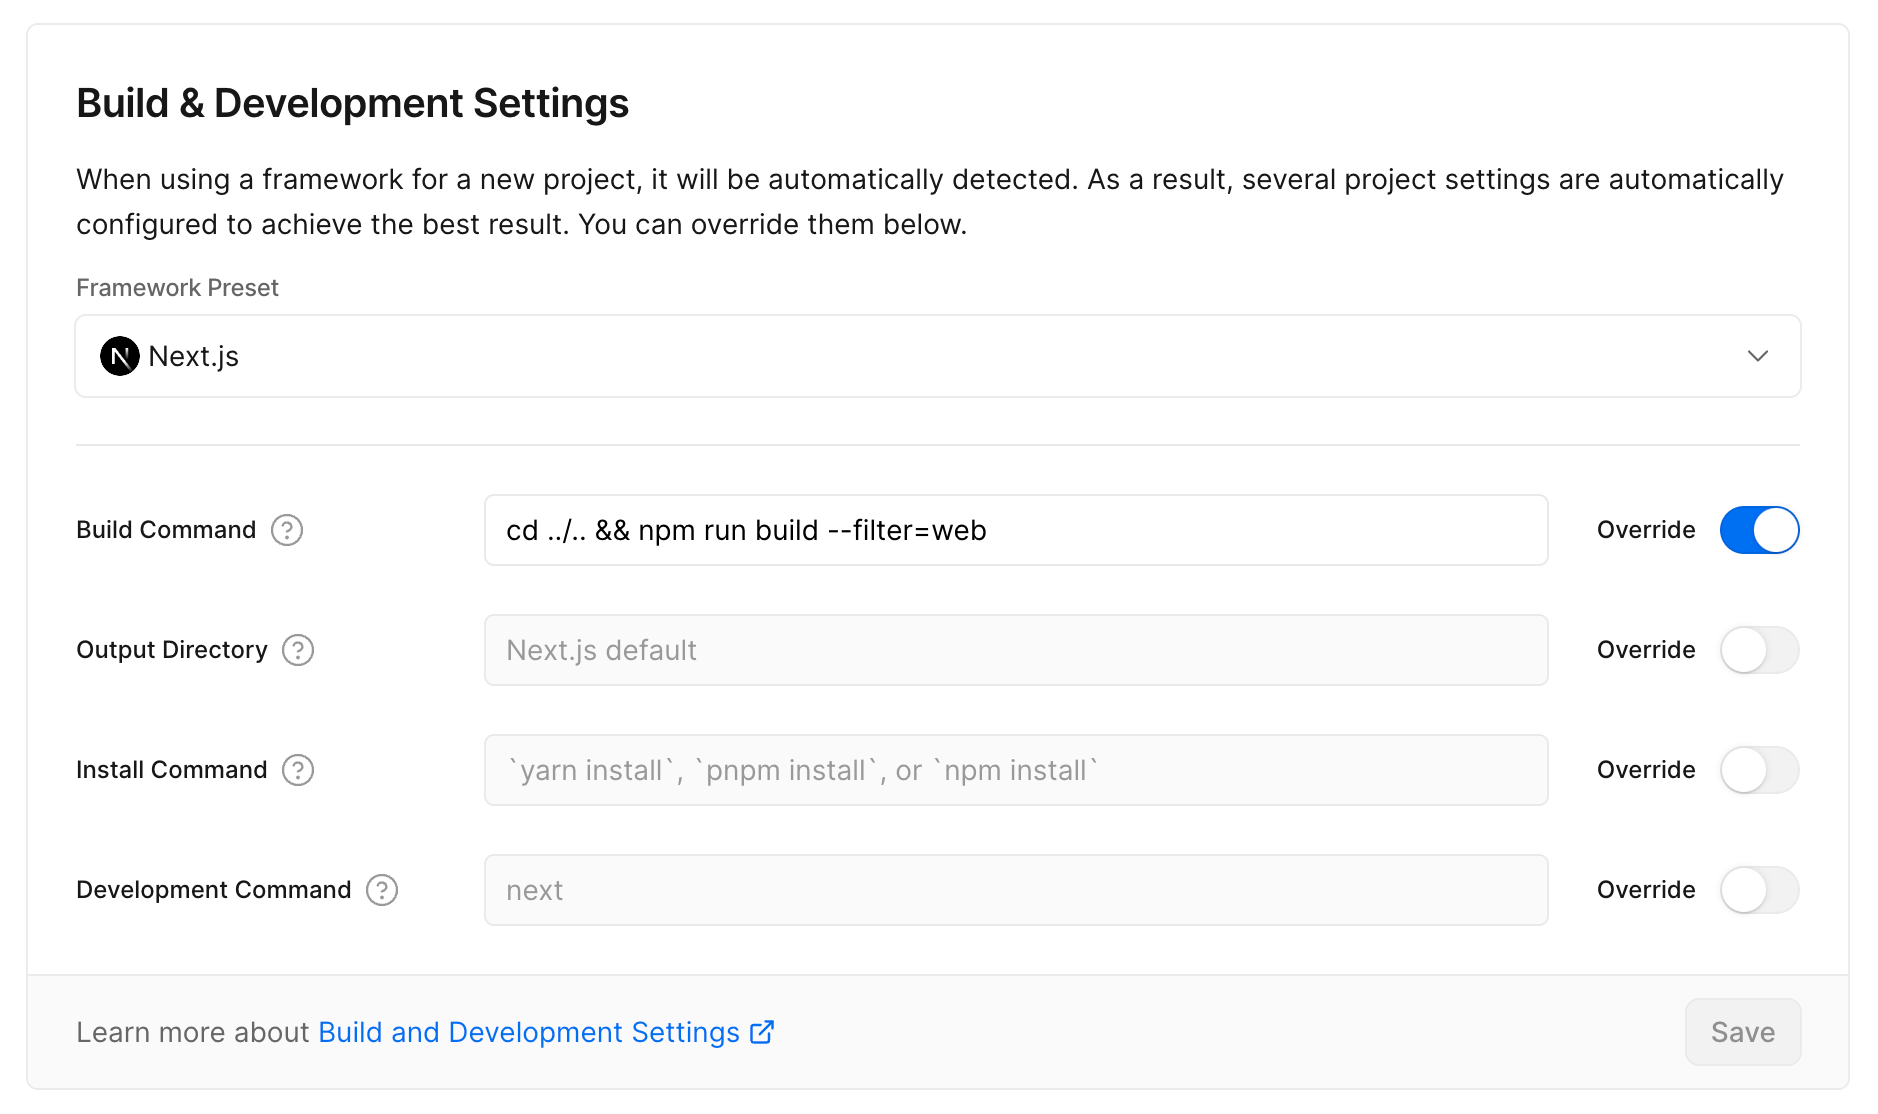 Build & Development Settings
When using a framework for a new project, it will be automatically detected. As a result, several project settings are automatically
configured to achieve the best result. You can override them below.
Framework Preset
N Next.js
Build Command ? cd ../.. && npm run build --filter=web Override
Output Directory ? Next.js default Override
Install Command ? `yarn install`, `pnpm install`, or `npm install` Override
Development Command ? next Override
Learn more about Build and Development Settings Save